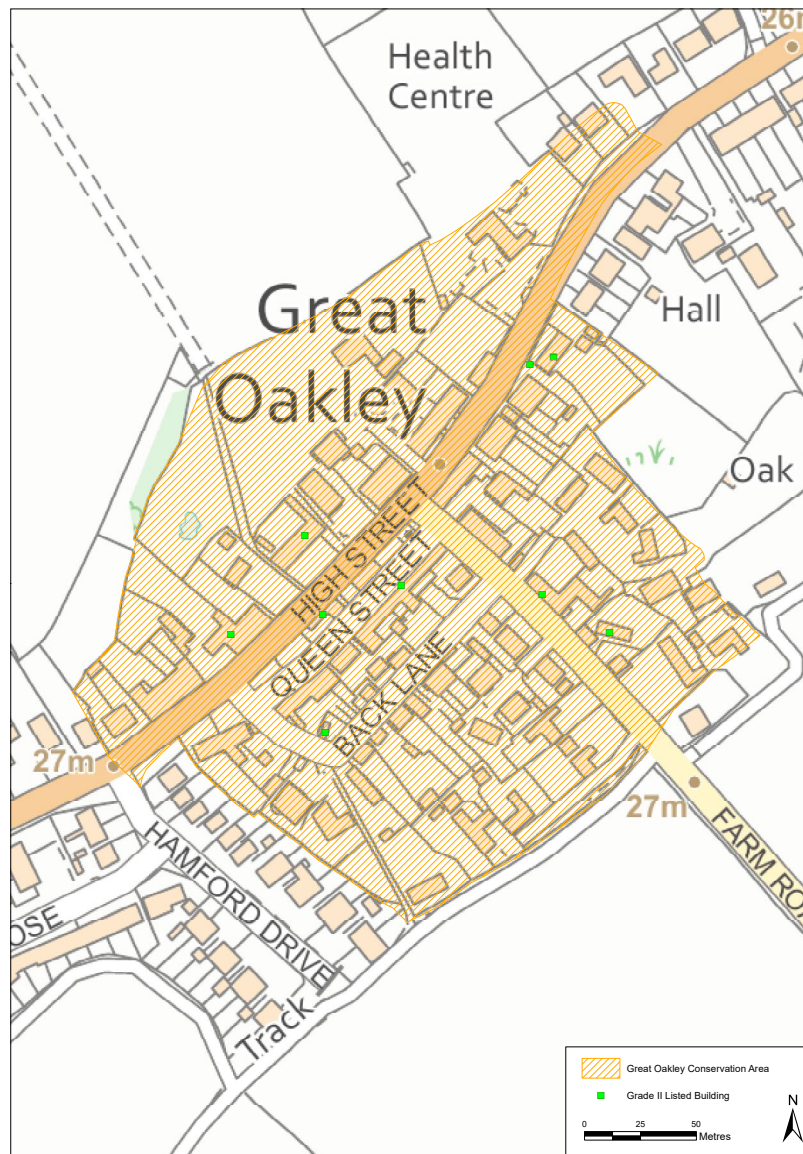 26m
Health
Centre
Great
Oakley
Hall
Oak
HIGH STREET
QUEEN STREET
BACK LANE
27m
27m
HAMFORD DRIVE
FARM ROA
OSE
Track
Great Oakley Conservation Area
Grade II Listed Building
0 25 50
Metres
N